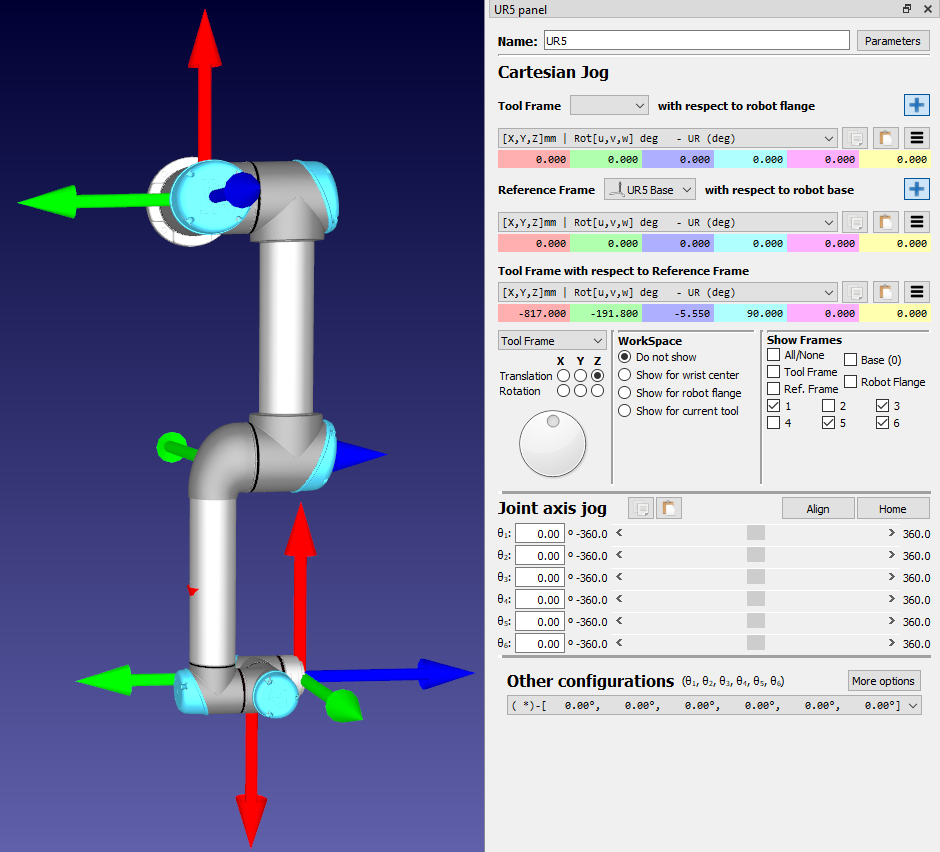 UR5 panel
Name: UR5 Parameters
Cartesian Jog
Tool Frame with respect to robot flange
[X,Y,Z]mm | Rot[u,v,w] deg - UR (deg)
0.000 0.000 0.000 0.000 0.000 0.000
Reference Frame UR5 Base with respect to robot base
[X,Y,Z]mm | Rot[u,v,w] deg - UR (deg)
0.000 0.000 0.000 0.000 0.000 0.000
Tool Frame with respect to Reference Frame
[X,Y,Z]mm | Rot[u,v,w] deg - UR (deg)
-817.000 -191.800 -5.550 90.000 0.000 0.000
Tool Frame
X Y Z
Translation
Rotation
WorkSpace
Do not show
Show for wrist center
Show for robot flange
Show for current tool
Show Frames
All/None Base (0)
Tool Frame
Ref. Frame Robot Flange
1 2 3
4 5 6
Joint axis jog Align Home
θ₁: 0.00 º -360.0 < > 360.0
θ₂: 0.00 º -360.0 < > 360.0
θ₃: 0.00 º -360.0 < > 360.0
θ₄: 0.00 º -360.0 < > 360.0
θ₅: 0.00 º -360.0 < > 360.0
θ₆: 0.00 º -360.0 < > 360.0
Other configurations (θ₁, θ₂, θ₃, θ₄, θ₅, θ₆) More options
( *)-[ 0.00°, 0.00°, 0.00°, 0.00°, 0.00°, 0.00°]